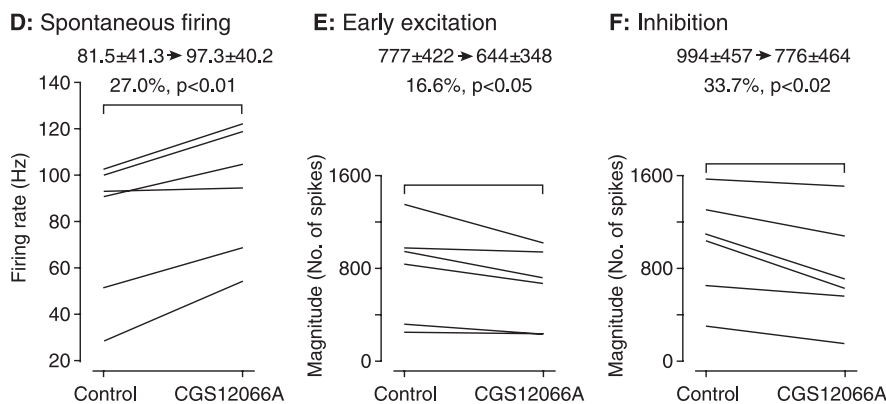 D: Spontaneous firing
81.5±41.3→97.3±40.2
27.0%, p<0.01
Firing rate (Hz)
140
120
100
80
60
40
20
Control CGS12066A
E: Early excitation
777±422→644±348
16.6%, p<0.05
Magnitude (No. of spikes)
1600
800
0
Control CGS12066A
F: Inhibition
994±457→776±464
33.7%, p<0.02
Magnitude (No. of spikes)
1600
800
0
Control CGS12066A